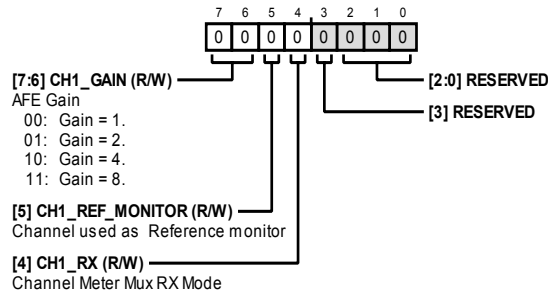 7 6 5 4 3 2 1 0
0 0 0 0 0 0 0 0
[7:6] CH1_GAIN (R/W)
AFE Gain
00: Gain = 1.
01: Gain = 2.
10: Gain = 4.
11: Gain = 8.
[5] CH1_REF_MONITOR (R/W)
Channel used as Reference monitor
[4] CH1_RX (R/W)
Channel Meter Mux RX Mode
[2:0] RESERVED
[3] RESERVED